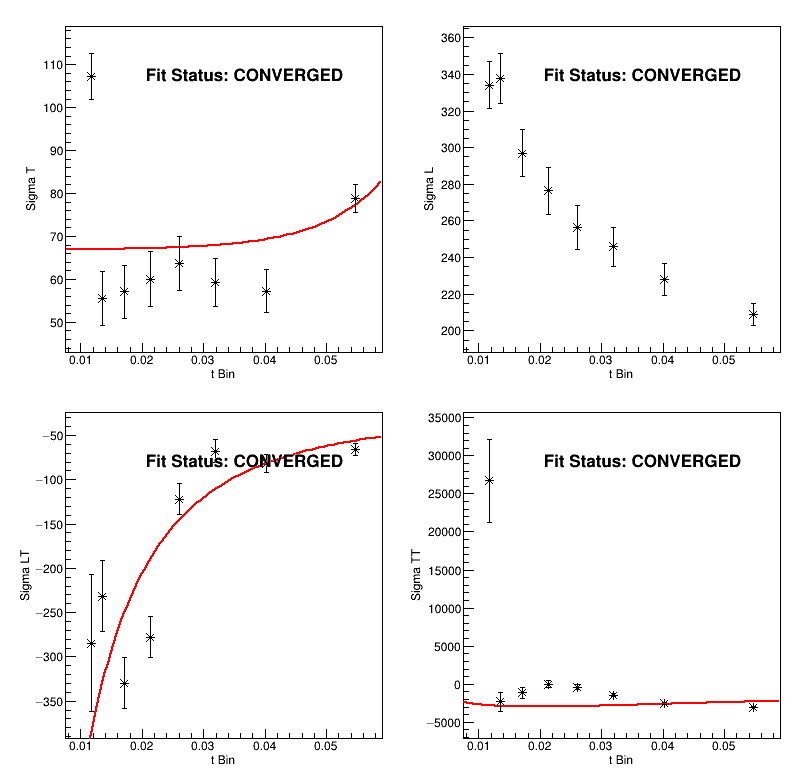 Fit Status: CONVERGED
Sigma T
110
100
90
80
70
60
50
0.01 0.02 0.03 0.04 0.05
t Bin
Fit Status: CONVERGED
Sigma L
360
340
320
300
280
260
240
220
200
0.01 0.02 0.03 0.04 0.05
t Bin
Fit Status: CONVERGED
Sigma LT
−50
−100
−150
−200
−250
−300
−350
0.01 0.02 0.03 0.04 0.05
t Bin
Fit Status: CONVERGED
Sigma TT
35000
30000
25000
20000
15000
10000
5000
0
−5000
0.01 0.02 0.03 0.04 0.05
t Bin